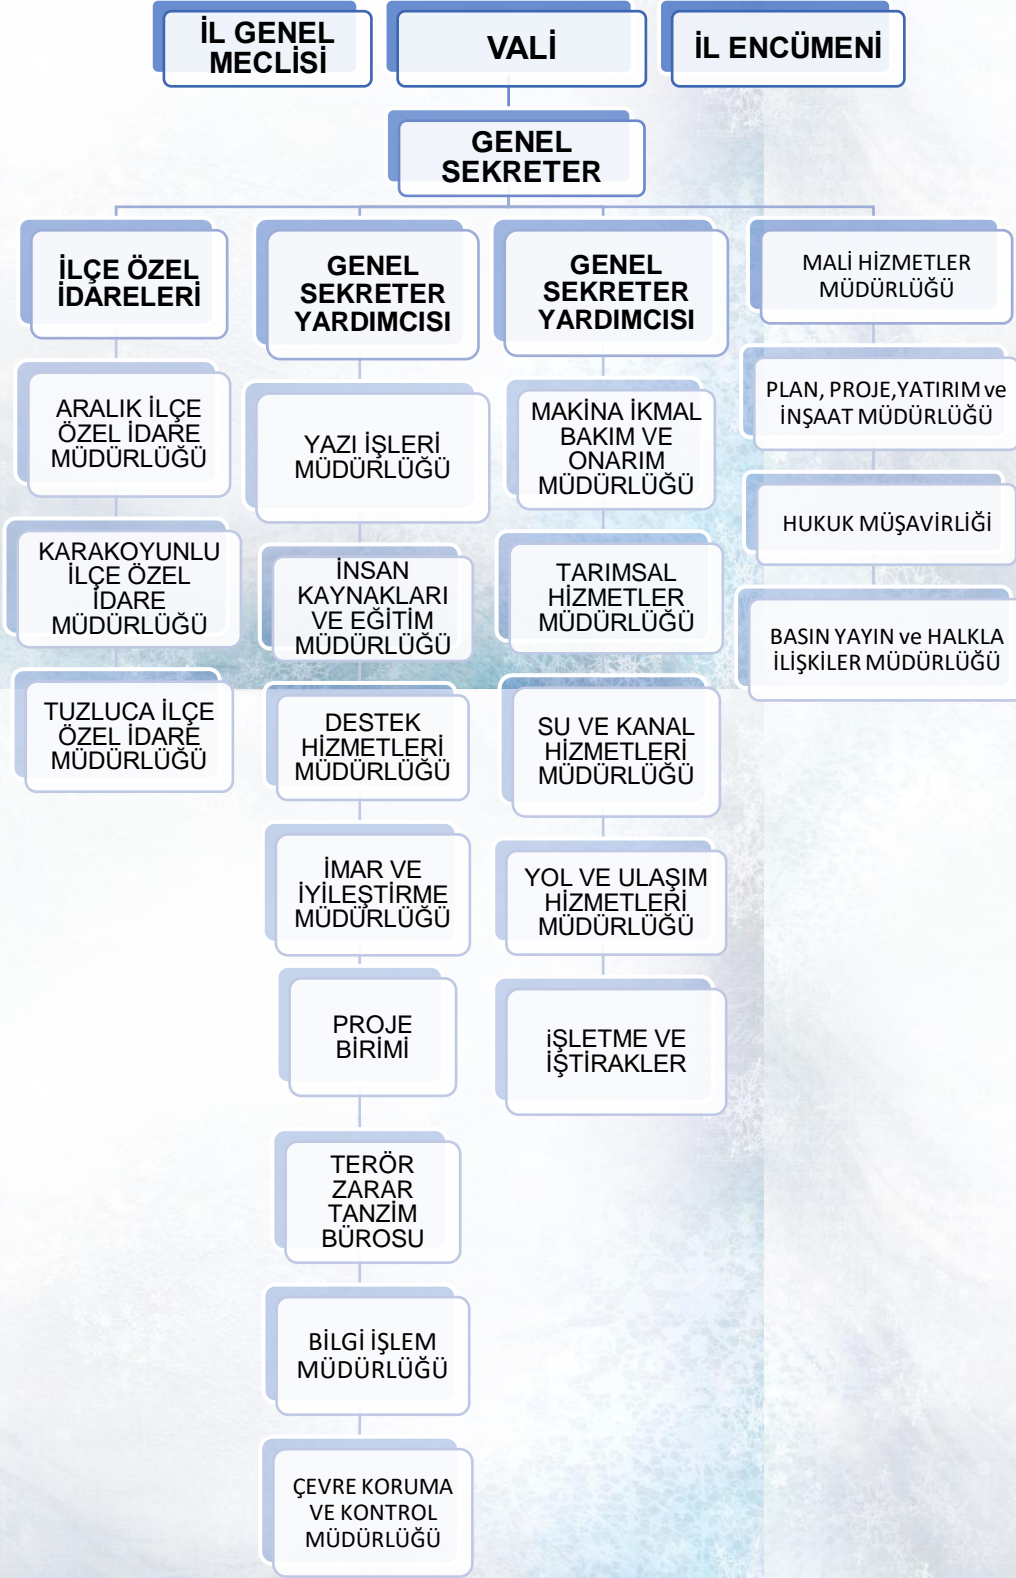 İL GENEL
MECLİSİ
VALİ
İL ENCÜMENİ
GENEL
SEKRETER
İLÇE ÖZEL
İDARELERİ
ARALIK İLÇE
ÖZEL İDARE
MÜDÜRLÜĞÜ
KARAKOYUNLU
İLÇE ÖZEL
İDARE
MÜDÜRLÜĞÜ
TUZLUCA İLÇE
ÖZEL İDARE
MÜDÜRLÜĞÜ
GENEL
SEKRETER
YARDIMCISI
YAZI İŞLERİ
MÜDÜRLÜĞÜ
İNSAN
KAYNAKLARI
VE EĞİTİM
MÜDÜRLÜĞÜ
DESTEK
HİZMETLERİ
MÜDÜRLÜĞÜ
İMAR VE
İYİLEŞTİRME
MÜDÜRLÜĞÜ
PROJE
BİRİMİ
TERÖR
ZARAR
TANZİM
BÜROSU
BİLGİ İŞLEM
MÜDÜRLÜĞÜ
ÇEVRE KORUMA
VE KONTROL
MÜDÜRLÜĞÜ
GENEL
SEKRETER
YARDIMCISI
MAKİNA İKMAL
BAKIM VE
ONARIM
MÜDÜRLÜĞÜ
TARIMSAL
HİZMETLER
MÜDÜRLÜĞÜ
SU VE KANAL
HİZMETLERİ
MÜDÜRLÜĞÜ
YOL VE ULAŞIM
HİZMETLERİ
MÜDÜRLÜĞÜ
iŞLETME VE
İŞTİRAKLER
MALİ HİZMETLER
MÜDÜRLÜĞÜ
PLAN, PROJE,YATIRIM ve
İNŞAAT MÜDÜRLÜĞÜ
HUKUK MÜŞAVİRLİĞİ
BASIN YAYIN ve HALKLA
İLİŞKİLER MÜDÜRLÜĞÜ